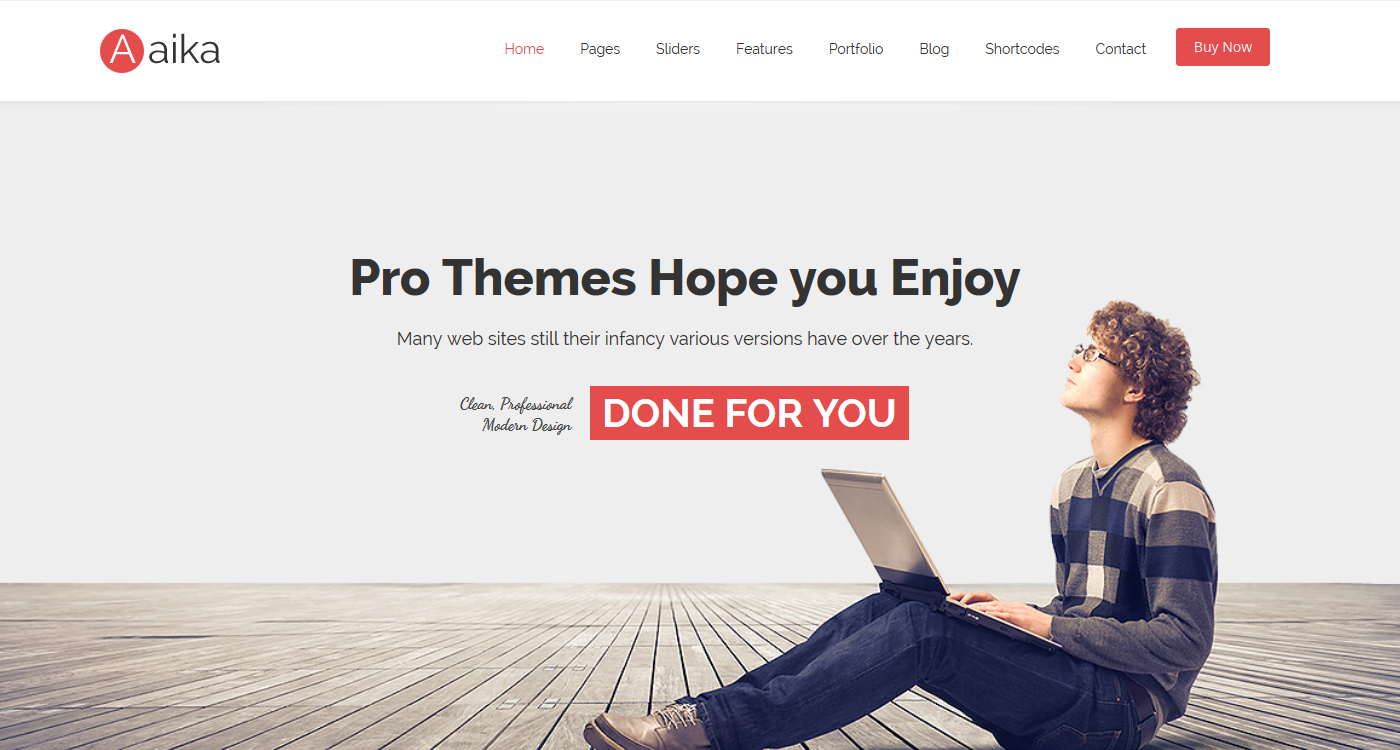 A aika
Home Pages Sliders Features Portfolio Blog Shortcodes Contact Buy Now
Pro Themes Hope you Enjoy
Many web sites still their infancy various versions have over the years.
Clean, Professional
Modern Design
DONE FOR YOU